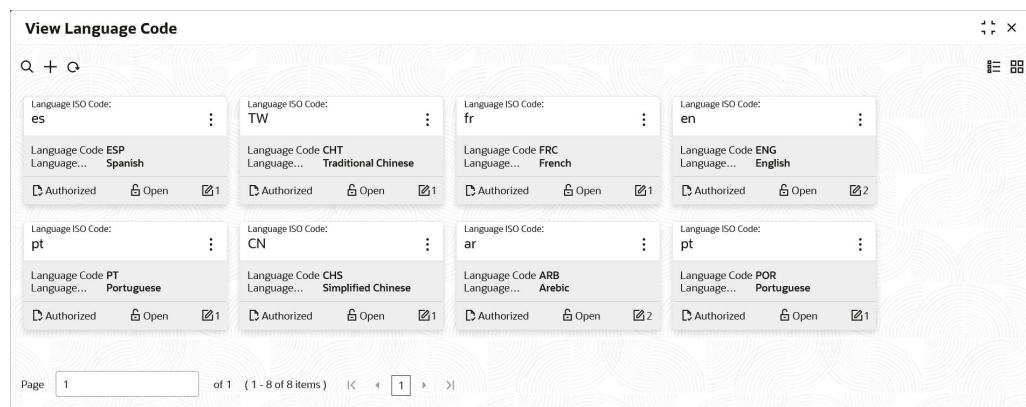 View Language Code
Language ISO Code:
es
Language Code ESP
Language... Spanish
Authorized Open 1
Language ISO Code:
TW
Language Code CHT
Language... Traditional Chinese
Authorized Open 1
Language ISO Code:
fr
Language Code FRC
Language... French
Authorized Open 1
Language ISO Code:
en
Language Code ENG
Language... English
Authorized Open 2
Language ISO Code:
pt
Language Code PT
Language... Portuguese
Authorized Open 1
Language ISO Code:
CN
Language Code CHS
Language... Simplified Chinese
Authorized Open 1
Language ISO Code:
ar
Language Code ARB
Language... Arebic
Authorized Open 2
Language ISO Code:
pt
Language Code POR
Language... Portuguese
Authorized Open 1
Page 1 of 1 ( 1 - 8 of 8 items ) 1